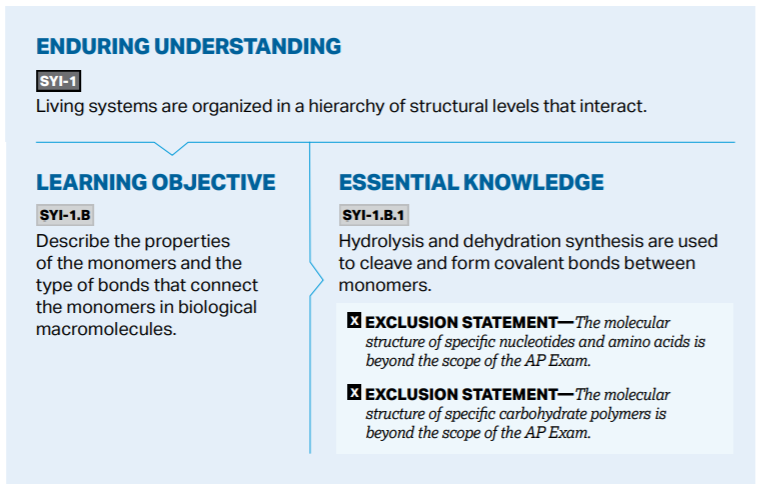 ENDURING UNDERSTANDING
SYI-1
Living systems are organized in a hierarchy of structural levels that interact.
LEARNING OBJECTIVE
SYI-1.B
Describe the properties
of the monomers and the
type of bonds that connect
the monomers in biological
macromolecules.
ESSENTIAL KNOWLEDGE
SYI-1.B.1
Hydrolysis and dehydration synthesis are used
to cleave and form covalent bonds between
monomers.
X EXCLUSION STATEMENT—The molecular
structure of specific nucleotides and amino acids is
beyond the scope of the AP Exam.
X EXCLUSION STATEMENT—The molecular
structure of specific carbohydrate polymers is
beyond the scope of the AP Exam.